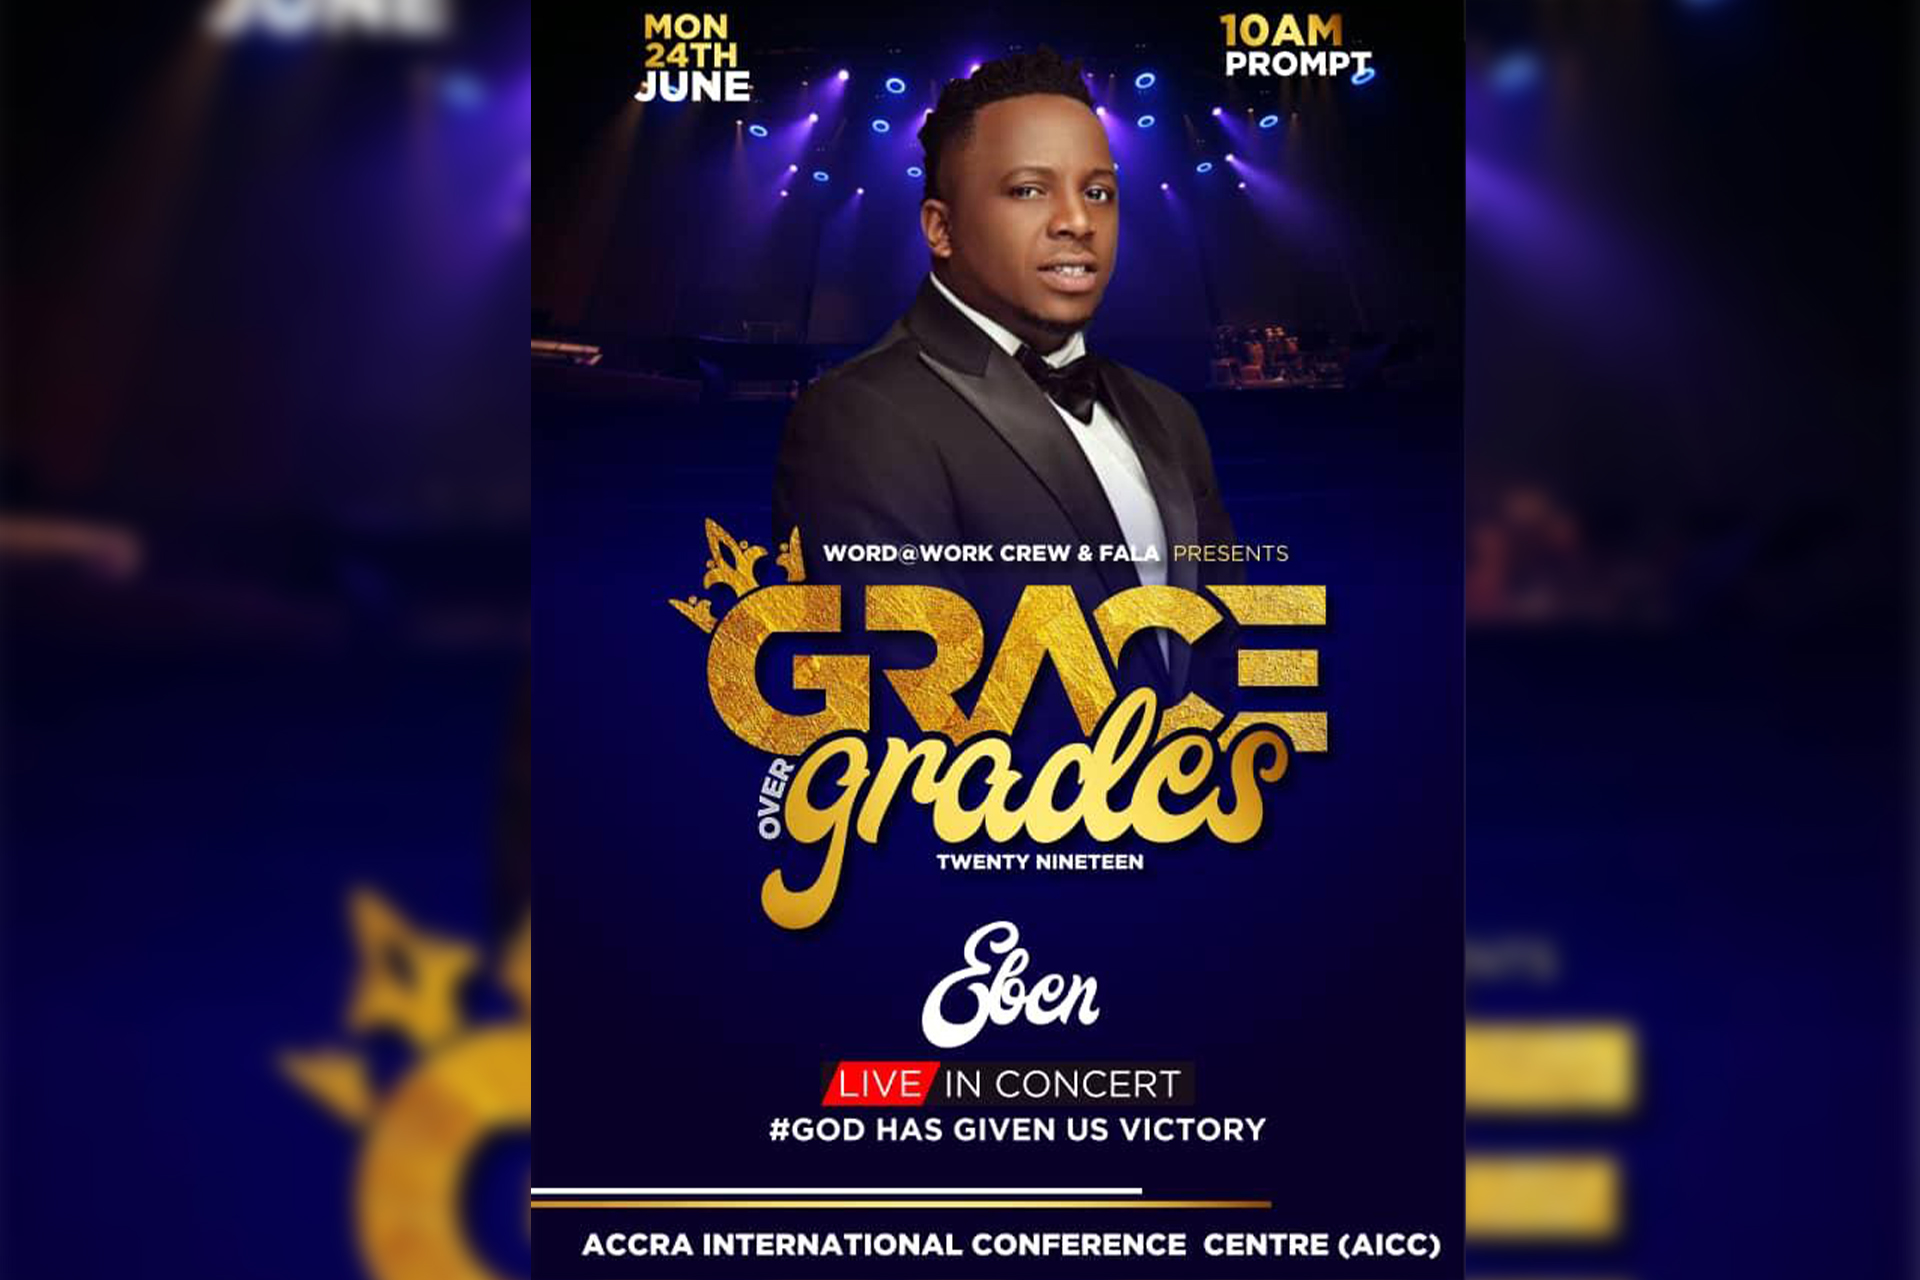 MON
24TH
JUNE
10AM
PROMPT
WORD@WORK CREW & FALA PRESENTS
GRACE
OVER
grades
TWENTY NINETEEN
Eben
LIVE IN CONCERT
#GOD HAS GIVEN US VICTORY
ACCRA INTERNATIONAL CONFERENCE CENTRE (AICC)